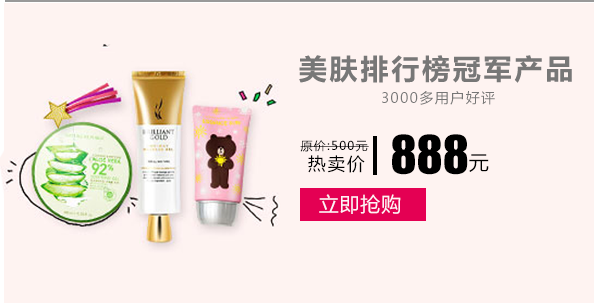 美肤排行榜冠军产品
3000多用户好评
原价:500元
热卖价
888元
立即抢购
ALOE VERA
92%
BRILLIANT
GOLD